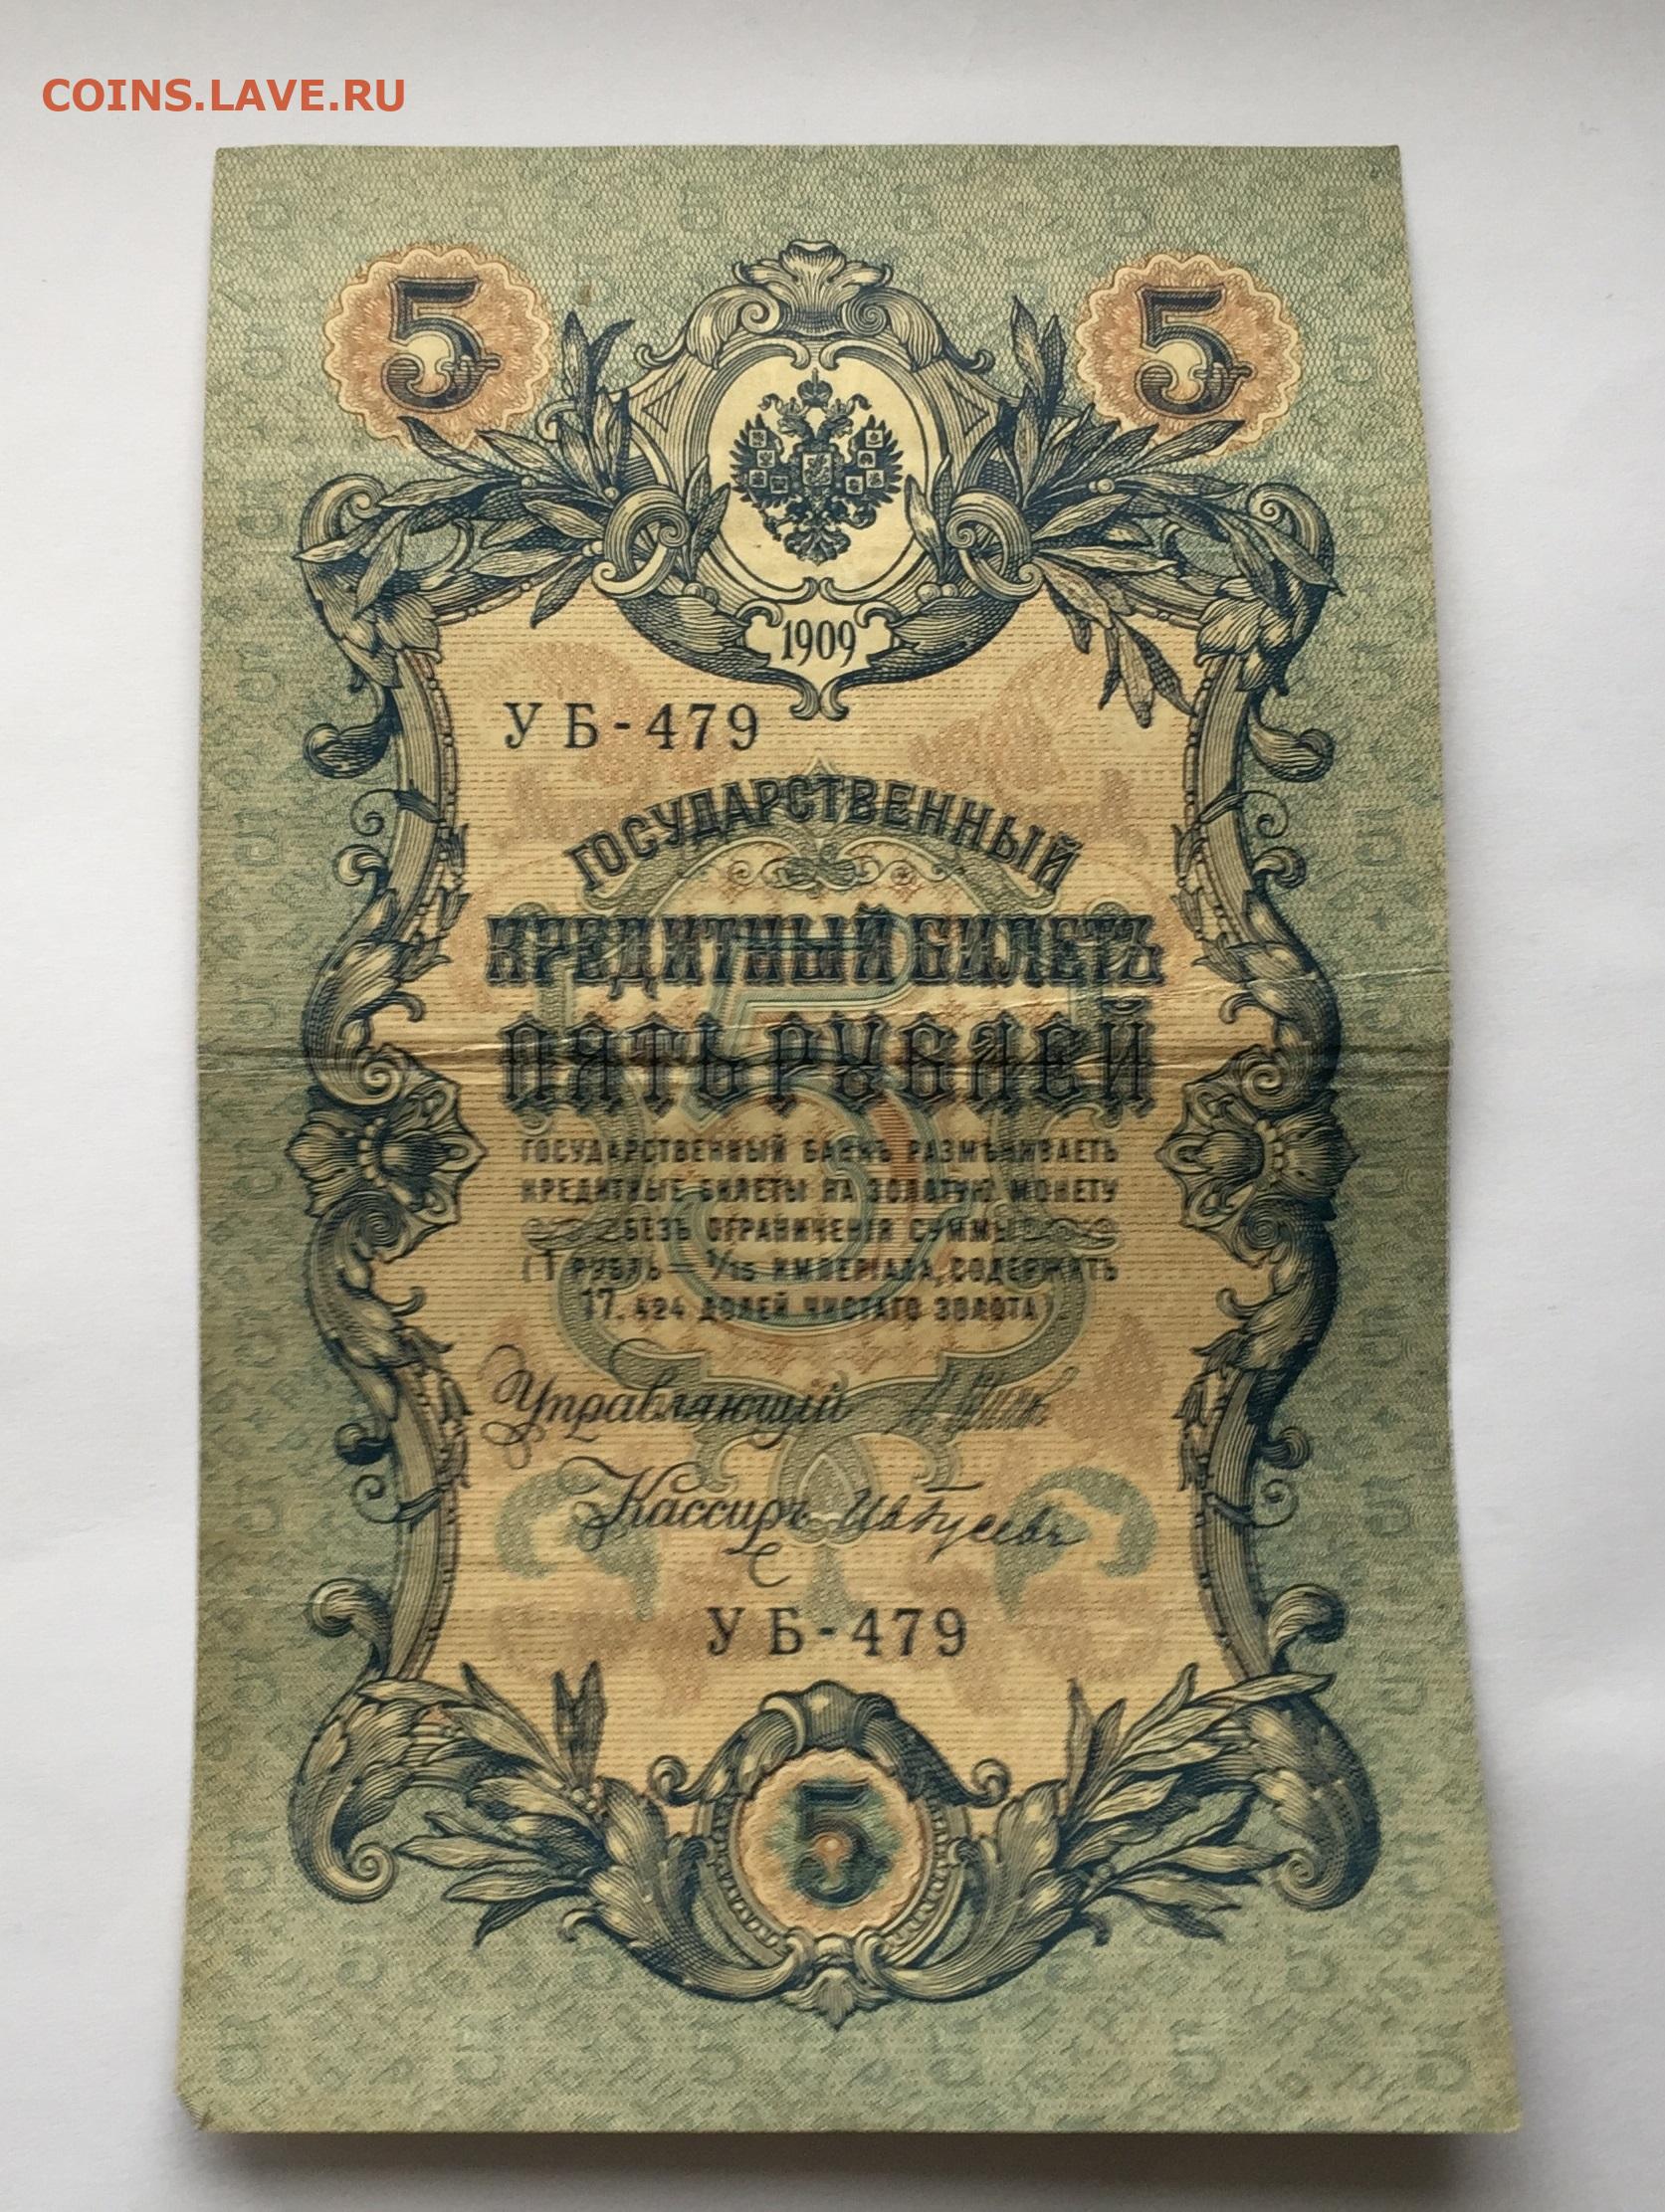 COINS.LAVE.RU
5 5
1909
УБ-479
ГОСУДАРСТВЕННЫЙ
КРЕДИТНЫЙ БИЛЕТЪ
ПЯТЬ РУБЛЕЙ
ГОСУДАРСТВЕННЫЙ БАНКЪ РАЗМѢНИВАЕТЪ
КРЕДИТНЫЕ БИЛЕТЫ НА ЗОЛОТУЮ МОНЕТУ
БЕЗЪ ОГРАНИЧЕНІЯ СУММЫ
(1 РУБЛЬ — 1/15 ИМПЕРІАЛА, СОДЕРЖИТЪ
17.424 ДОЛЕЙ ЧИСТАГО ЗОЛОТА).
Управляющій
Кассиръ
УБ-479
5